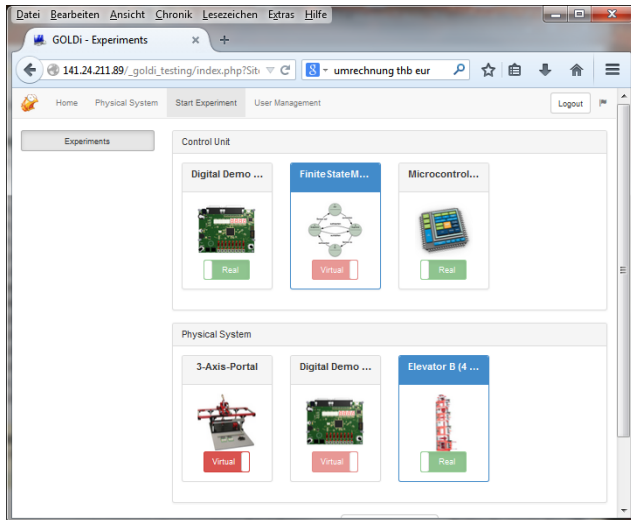 Datei Bearbeiten Ansicht Chronik Lesezeichen Extras Hilfe
GOLDi - Experiments
141.24.211.89/_goldi_testing/index.php?Sit
umrechnung thb eur
Home Physical System Start Experiment User Management Logout
Experiments
Control Unit
Digital Demo ... FiniteStateM... Microcontrol...
Real Virtual Real
Physical System
3-Axis-Portal Digital Demo ... Elevator B (4 ...
Virtual Virtual Real